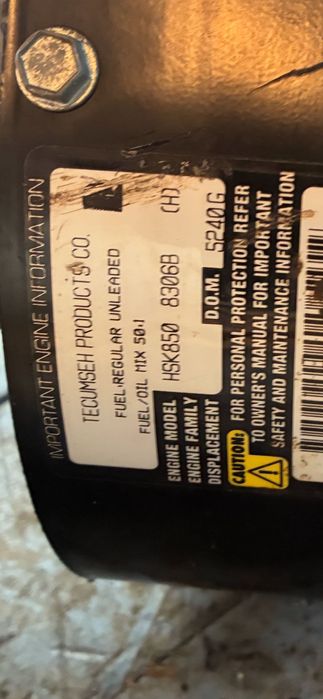 IMPORTANT ENGINE INFORMATION
TECUMSEH PRODUCTS CO.
FUEL:REGULAR UNLEADED
FUEL/OIL MIX 50:1
ENGINE MODEL HSK850 8306B (H)
ENGINE FAMILY
DISPLACEMENT D.O.M. 5240G
CAUTION: FOR PERSONAL PROTECTION REFER
TO OWNER'S MANUAL FOR IMPORTANT
SAFETY AND MAINTENANCE INFORMATION